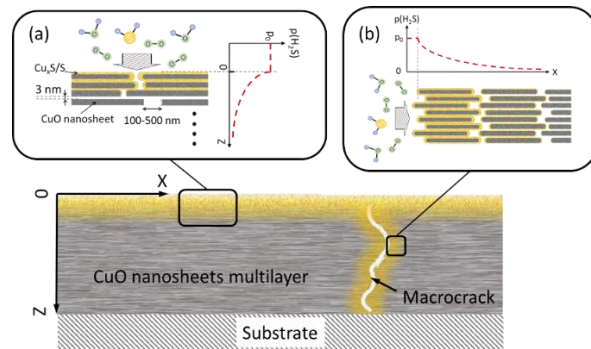 (a)
p(H₂S)
p₀
0
Z
CuₓS/S
3 nm
CuO nanosheet
100-500 nm
(b)
p(H₂S)
p₀
0
X
0
X
Z
CuO nanosheets multilayer
Macrocrack
Substrate